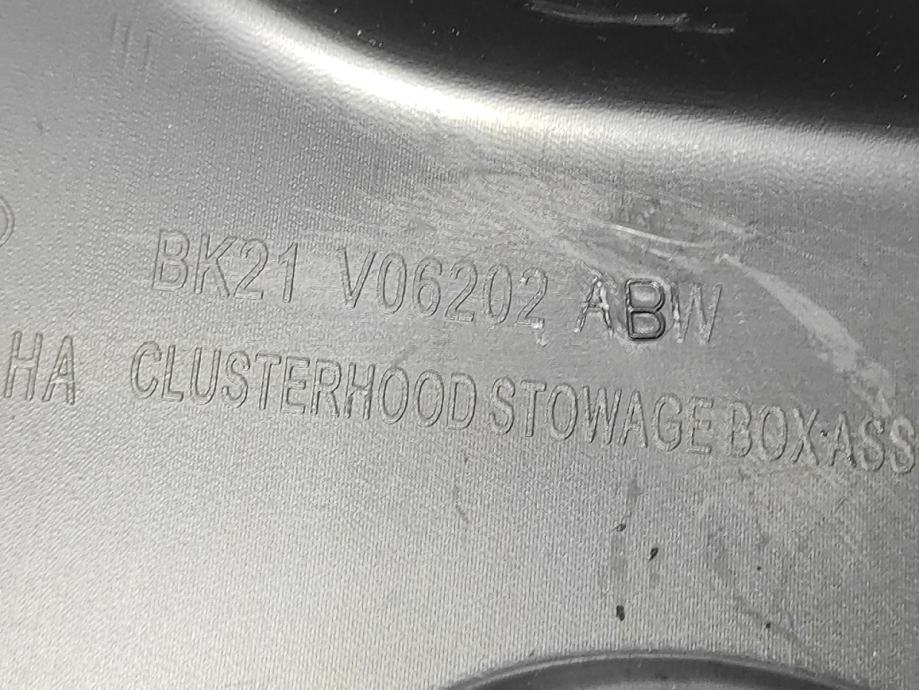 BK21 V06202 ABW
HA CLUSTERHOOD STOWAGE BOX ASS